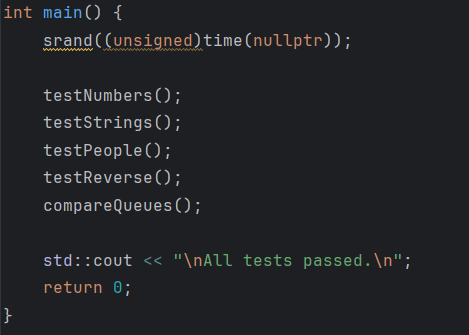 int main() {
    srand((unsigned)time(nullptr));

    testNumbers();
    testStrings();
    testPeople();
    testReverse();
    compareQueues();

    std::cout << "\nAll tests passed.\n";
    return 0;
}